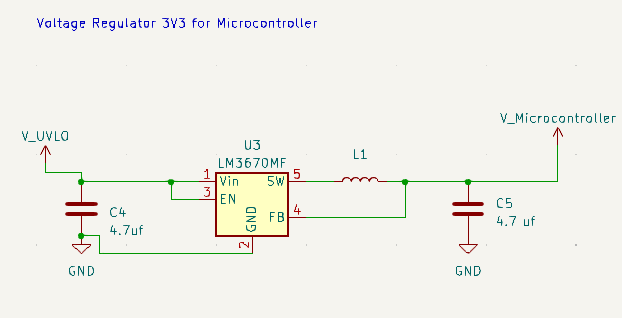 Voltage Regulator 3V3 for Microcontroller
V_Microcontroller
V_UVLO
U3
LM3670MF
L1
1
Vin
SW
5
3
EN
C4
4.7uf
FB
4
C5
4.7 uf
GND
2
GND
GND